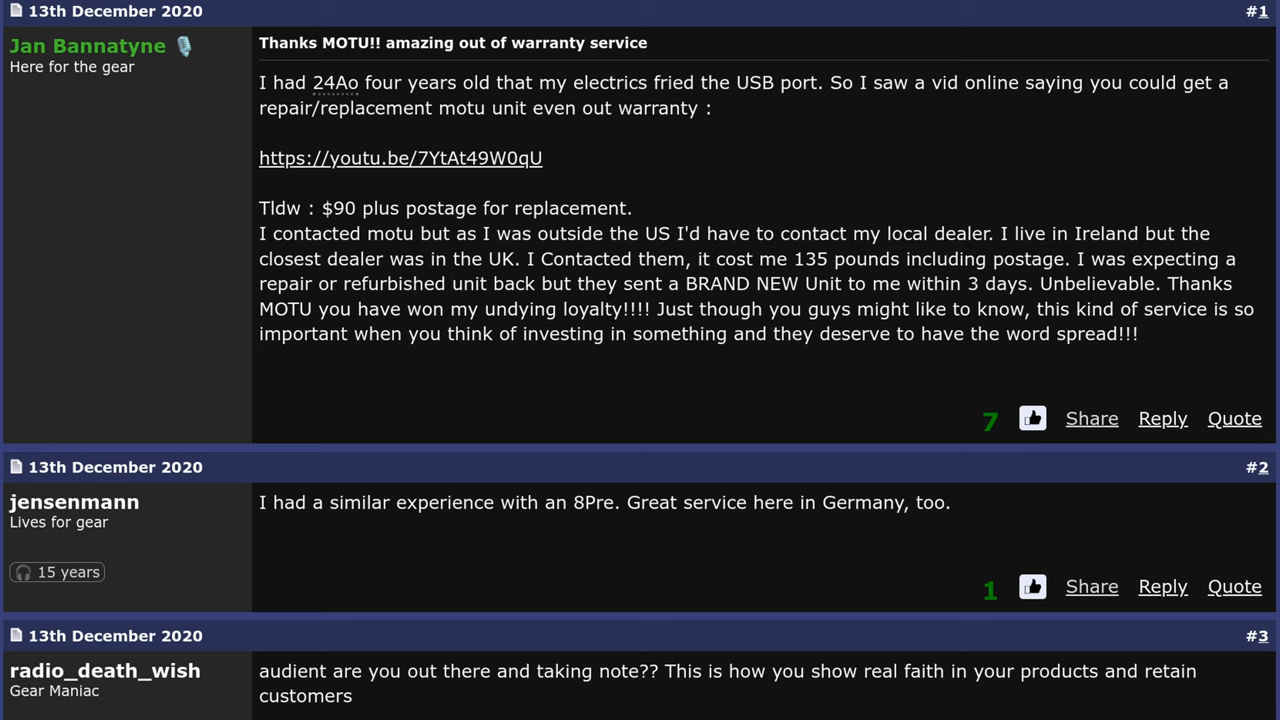 13th December 2020 #1
Jan Bannatyne
Here for the gear
Thanks MOTU!! amazing out of warranty service
I had 24Ao four years old that my electrics fried the USB port. So I saw a vid online saying you could get a
repair/replacement motu unit even out warranty :
https://youtu.be/7YtAt49W0qU
Tldw : $90 plus postage for replacement.
I contacted motu but as I was outside the US I'd have to contact my local dealer. I live in Ireland but the
closest dealer was in the UK. I Contacted them, it cost me 135 pounds including postage. I was expecting a
repair or refurbished unit back but they sent a BRAND NEW Unit to me within 3 days. Unbelievable. Thanks
MOTU you have won my undying loyalty!!!! Just though you guys might like to know, this kind of service is so
important when you think of investing in something and they deserve to have the word spread!!!
7 Share Reply Quote
13th December 2020 #2
jensenmann
Lives for gear
15 years
I had a similar experience with an 8Pre. Great service here in Germany, too.
1 Share Reply Quote
13th December 2020 #3
radio_death_wish
Gear Maniac
audient are you out there and taking note?? This is how you show real faith in your products and retain
customers